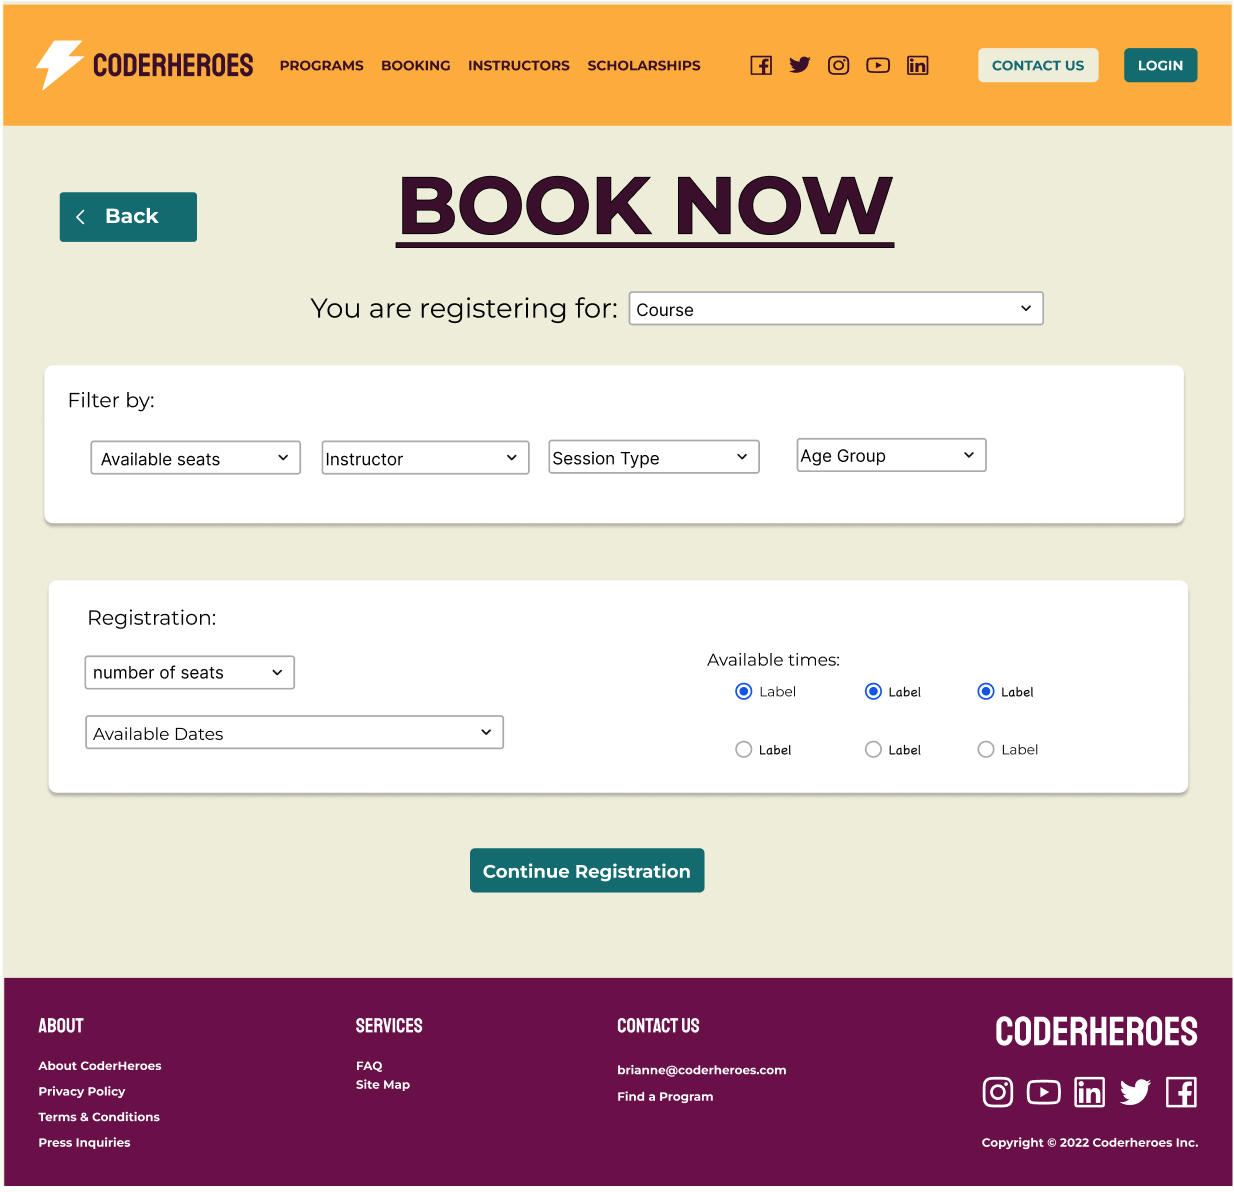 CODERHEROES PROGRAMS BOOKING INSTRUCTORS SCHOLARSHIPS CONTACT US LOGIN
Back
BOOK NOW
You are registering for: Course
Filter by:
Available seats Instructor Session Type Age Group
Registration:
number of seats
Available Dates
Available times:
Label Label Label
Label Label Label
Continue Registration
ABOUT
About CoderHeroes
Privacy Policy
Terms & Conditions
Press Inquiries
SERVICES
FAQ
Site Map
CONTACT US
brianne@coderheroes.com
Find a Program
CODERHEROES
Copyright © 2022 Coderheroes Inc.